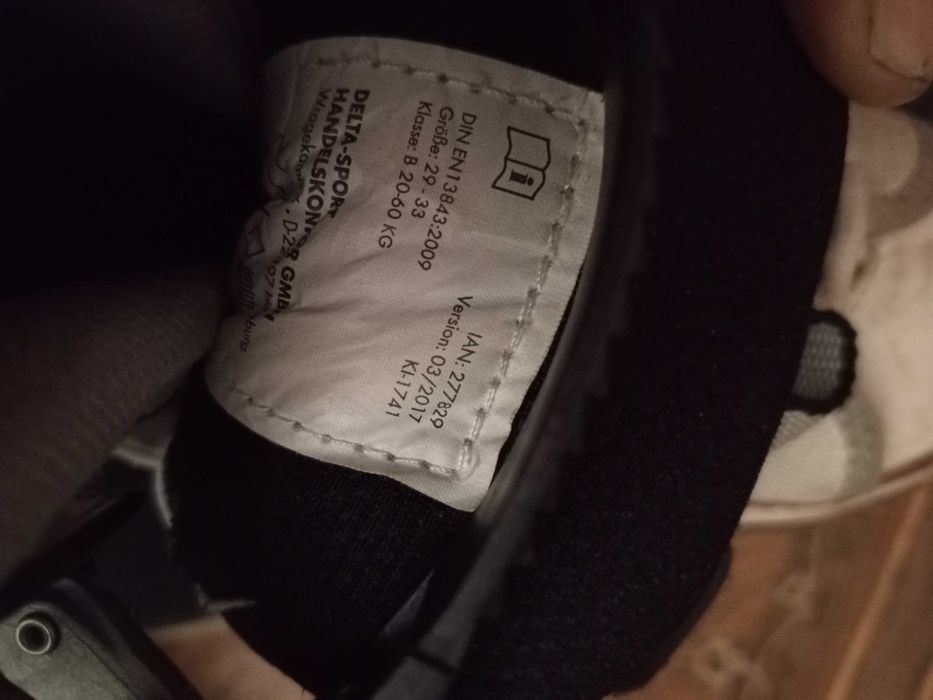 DIN EN13843:2009
Größe: 29 - 33
Klasse: B 20-60 KG
IAN: 277829
Version: 03/2017
KI-1741
DELTA-SPORT
HANDELSKONTOR GMBH